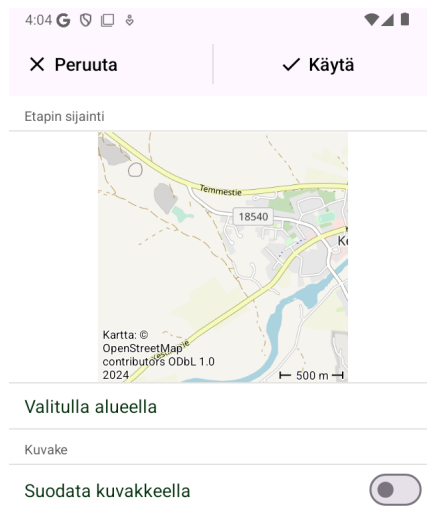 4:04
Peruuta
Käytä
Etapin sijainti
Temmestie
18540
Ke
Kartta: ©
OpenStreetMap
contributors ODbL 1.0
2024
500 m
Valitulla alueella
Kuvake
Suodata kuvakkeella